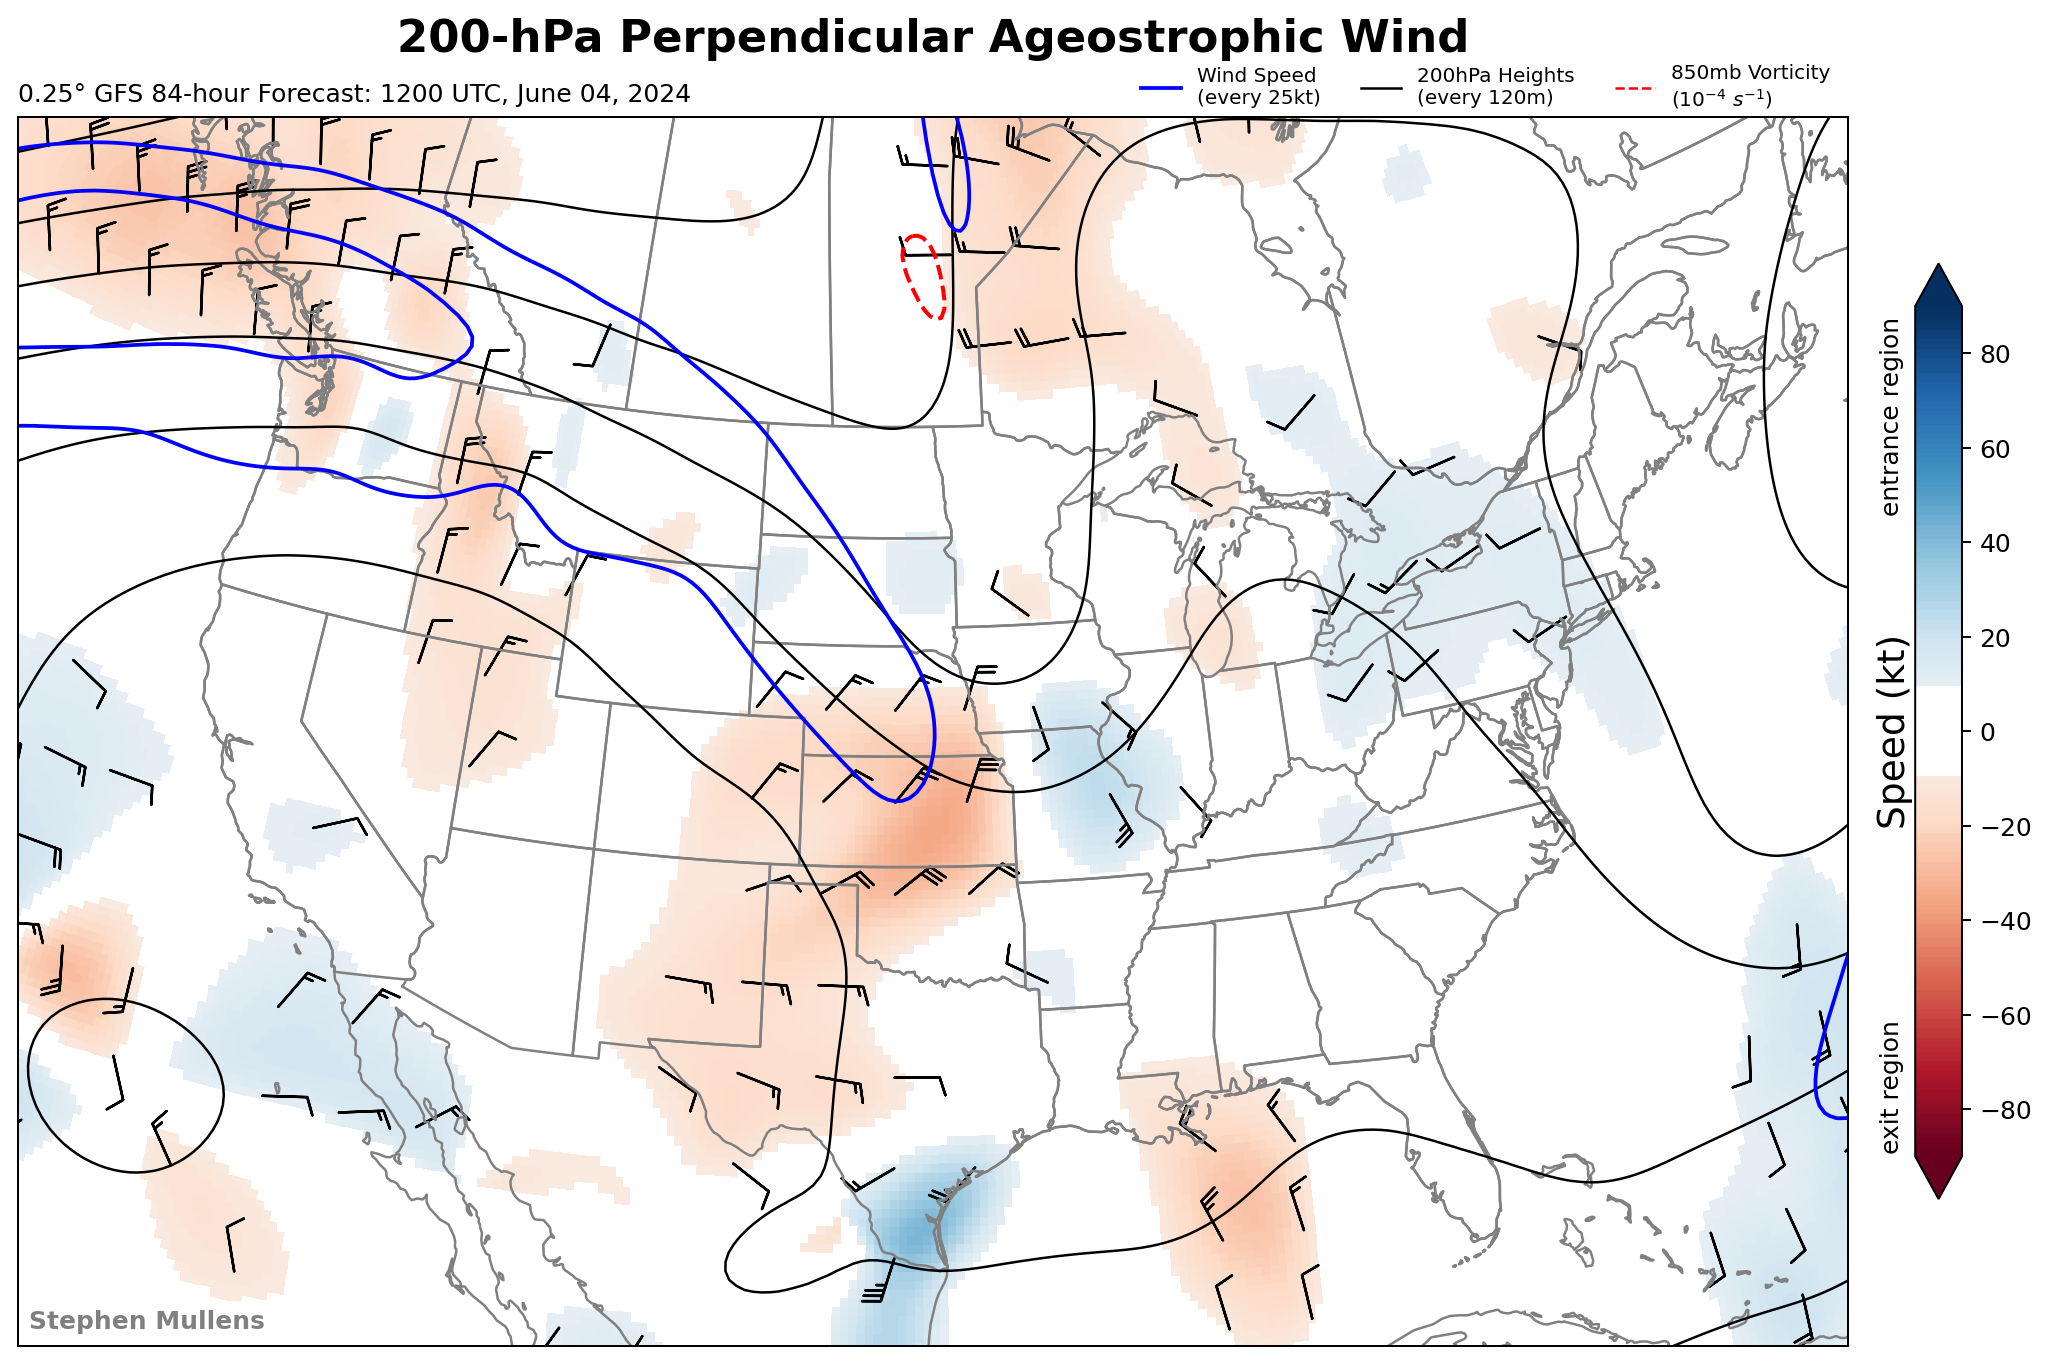 200-hPa Perpendicular Ageostrophic Wind
0.25° GFS 84-hour Forecast: 1200 UTC, June 04, 2024
Wind Speed
(every 25kt)
200hPa Heights
(every 120m)
850mb Vorticity
(10⁻⁴ s⁻¹)
entrance region
Speed (kt)
exit region
80
60
40
20
0
−20
−40
−60
−80
Stephen Mullens